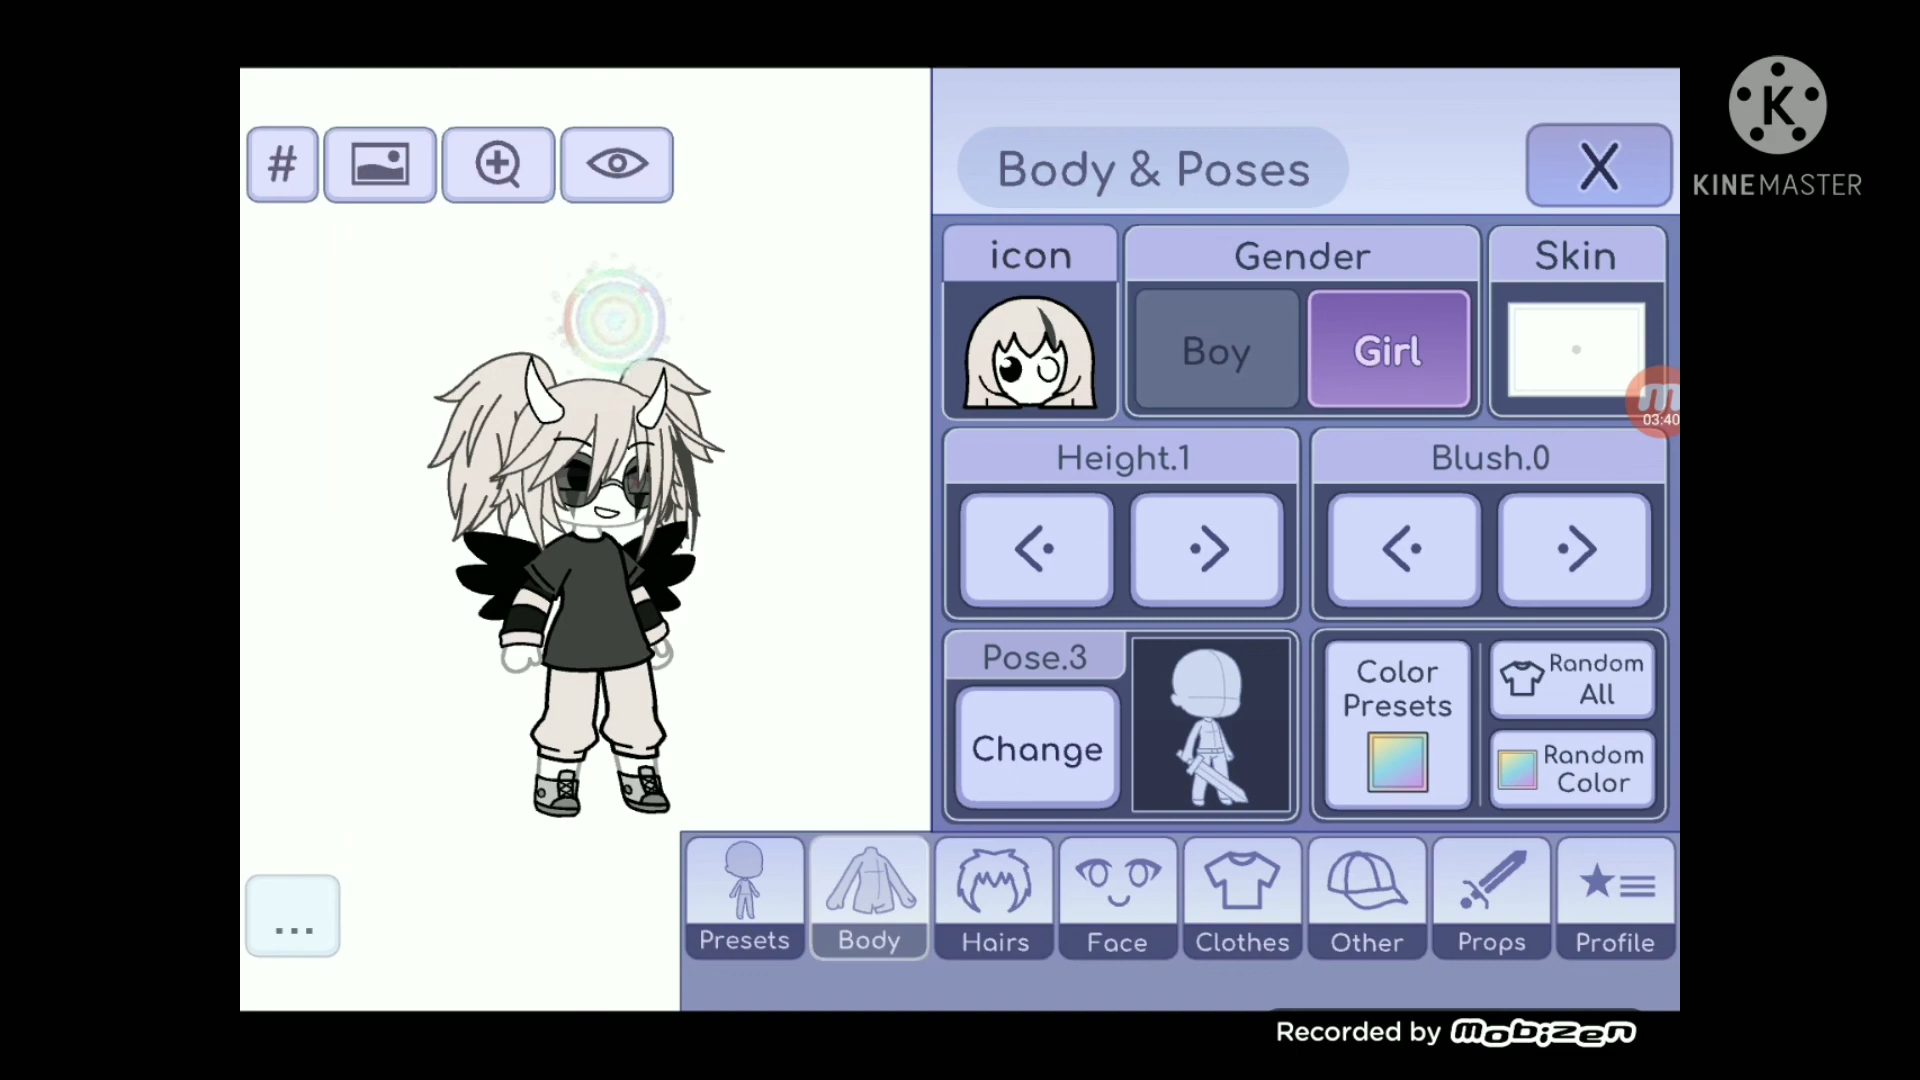 #
Body & Poses
X
K
KINEMASTER
icon
Gender
Skin
Boy
Girl
03:40
Height.1
Blush.0
Pose.3
Change
Color
Presets
Random
All
Random
Color
...
Presets
Body
Hairs
Face
Clothes
Other
Props
Profile
Recorded by mobizen